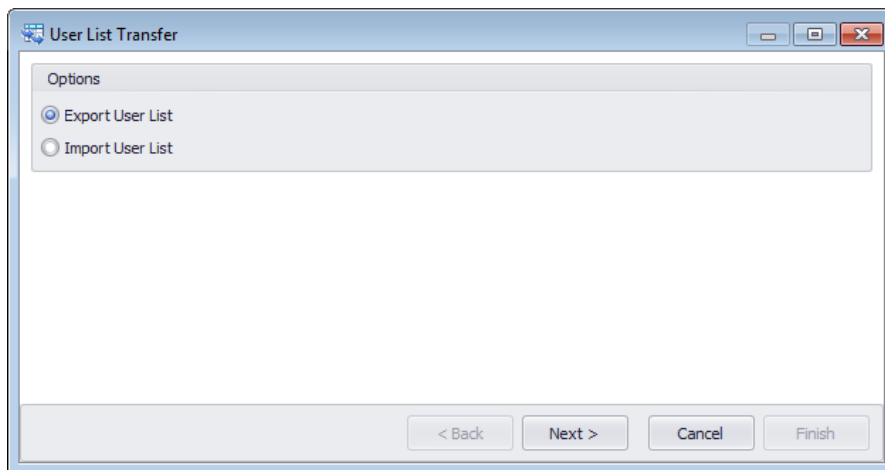 User List Transfer
Options
Export User List
Import User List
< Back Next > Cancel Finish